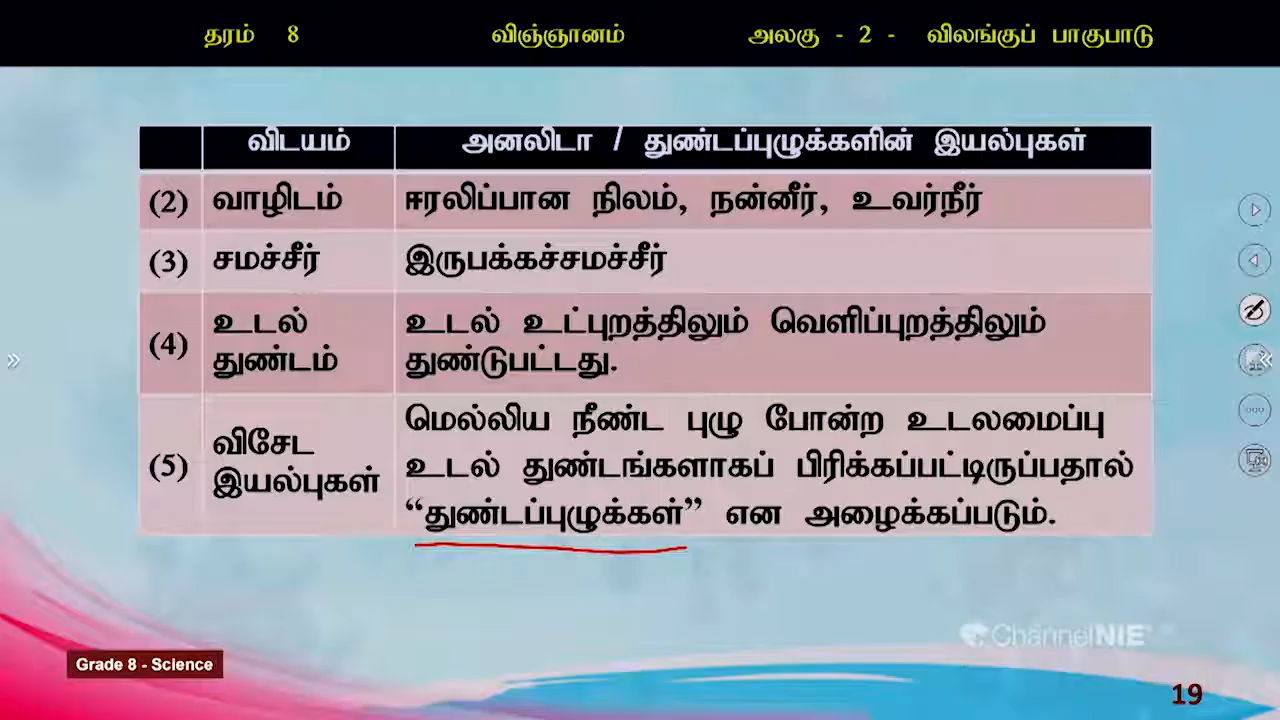 தரம் 8 விஞ்ஞானம் அலகு - 2 - விலங்குப் பாகுபாடு
விடயம் அனலிடா / துண்டப்புழுக்களின் இயல்புகள்
(2) வாழிடம் ஈரலிப்பான நிலம், நன்னீர், உவர்நீர்
(3) சமச்சீர் இருபக்கச்சமச்சீர்
(4) உடல் துண்டம் உடல் உட்புறத்திலும் வெளிப்புறத்திலும்
துண்டுபட்டது.
(5) விசேட இயல்புகள் மெல்லிய நீண்ட புழு போன்ற உடலமைப்பு
உடல் துண்டங்களாகப் பிரிக்கப்பட்டிருப்பதால்
“துண்டப்புழுக்கள்” என அழைக்கப்படும்.
ChannelNIE
Grade 8 - Science
19